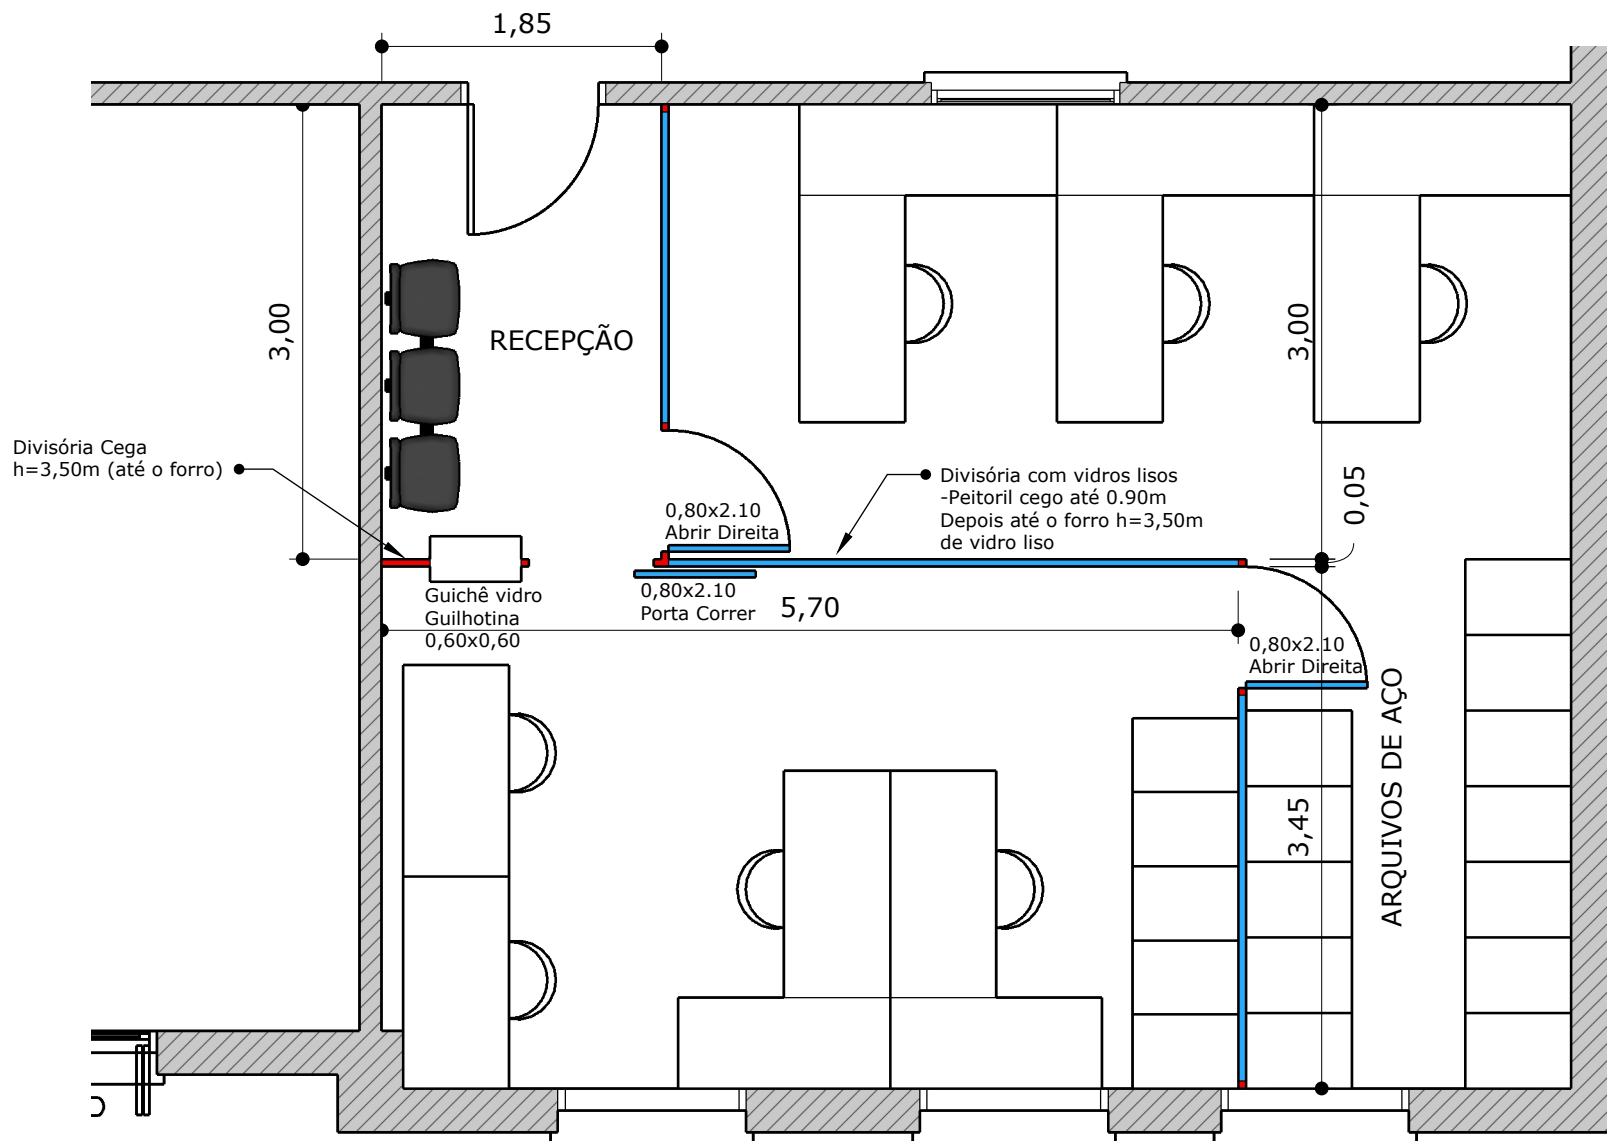 1,85
3,00
RECEPÇÃO
3,00
Divisória Cega
h=3,50m (até o forro)
Divisória com vidros lisos
-Peitoril cego até 0.90m
Depois até o forro h=3,50m
de vidro liso
0,05
0,80x2.10
Abrir Direita
Guichê vidro
Guilhotina
0,60x0,60
0,80x2.10
Porta Correr
5,70
0,80x2.10
Abrir Direita
ARQUIVOS DE AÇO
3,45